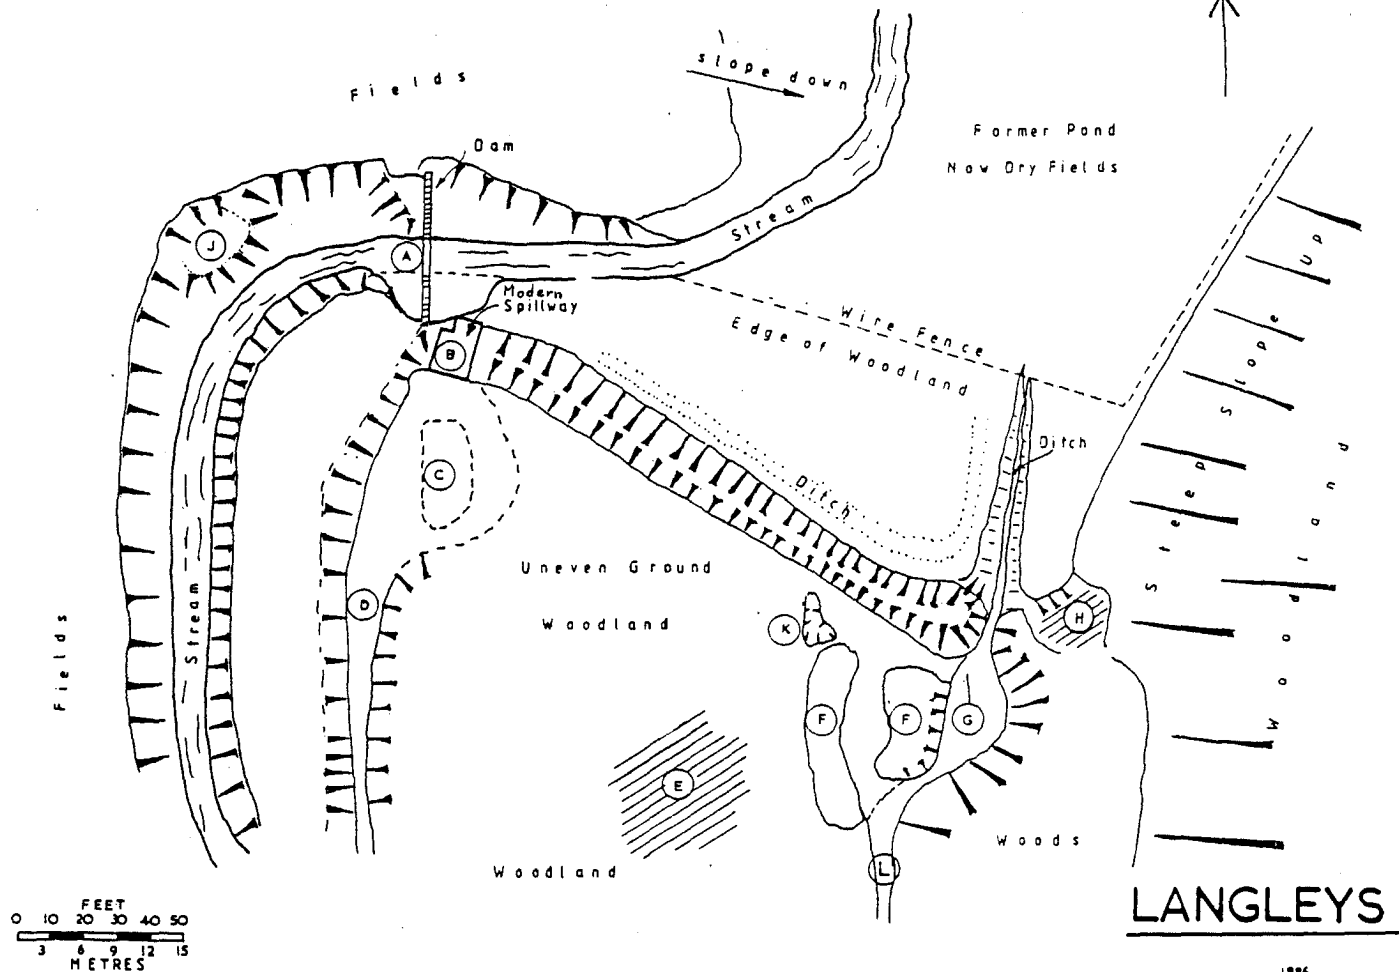 Fields
slope down
Former Pond
Now Dry Fields
Dam
Stream
Steep Slope Up
J
A
Modern
Spillway
B
Wire Fence
Edge of Woodland
Ditch
C
Ditch
Uneven Ground
Woodland
D
K
H
Stream
Fields
Woodland
F
F
G
E
Woods
Woodland
L
LANGLEYS
FEET
0 10 20 30 40 50
3 6 9 12 15
METRES